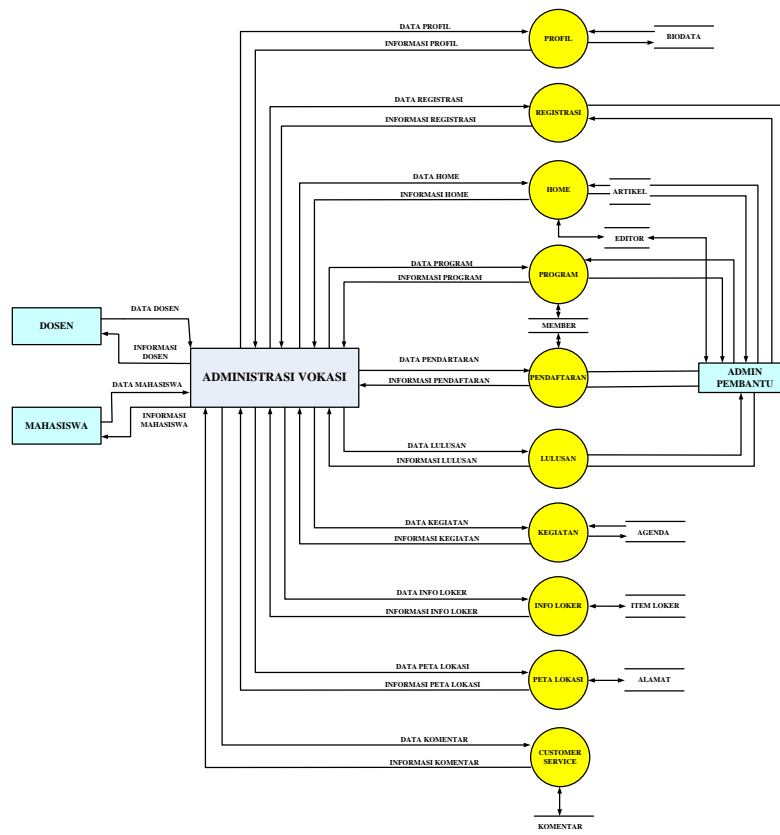 DATA PROFIL
INFORMASI PROFIL
PROFIL
BIODATA
DATA REGISTRASI
INFORMASI REGISTRASI
REGISTRASI
DATA HOME
INFORMASI HOME
HOME
ARTIKEL
EDITOR
DATA PROGRAM
INFORMASI PROGRAM
PROGRAM
MEMBER
DOSEN
DATA DOSEN
INFORMASI
DOSEN
ADMINISTRASI VOKASI
DATA PENDARTARAN
INFORMASI PENDAFTARAN
PENDAFTARAN
ADMIN
PEMBANTU
DATA MAHASISWA
MAHASISWA
INFORMASI
MAHASISWA
DATA LULUSAN
INFORMASI LULUSAN
LULUSAN
DATA KEGIATAN
INFORMASI KEGIATAN
KEGIATAN
AGENDA
DATA INFO LOKER
INFORMASI INFO LOKER
INFO LOKER
ITEM LOKER
DATA PETA LOKASI
INFORMASI PETA LOKASI
PETA LOKASI
ALAMAT
DATA KOMENTAR
INFORMASI KOMENTAR
CUSTOMER
SERVICE
KOMENTAR